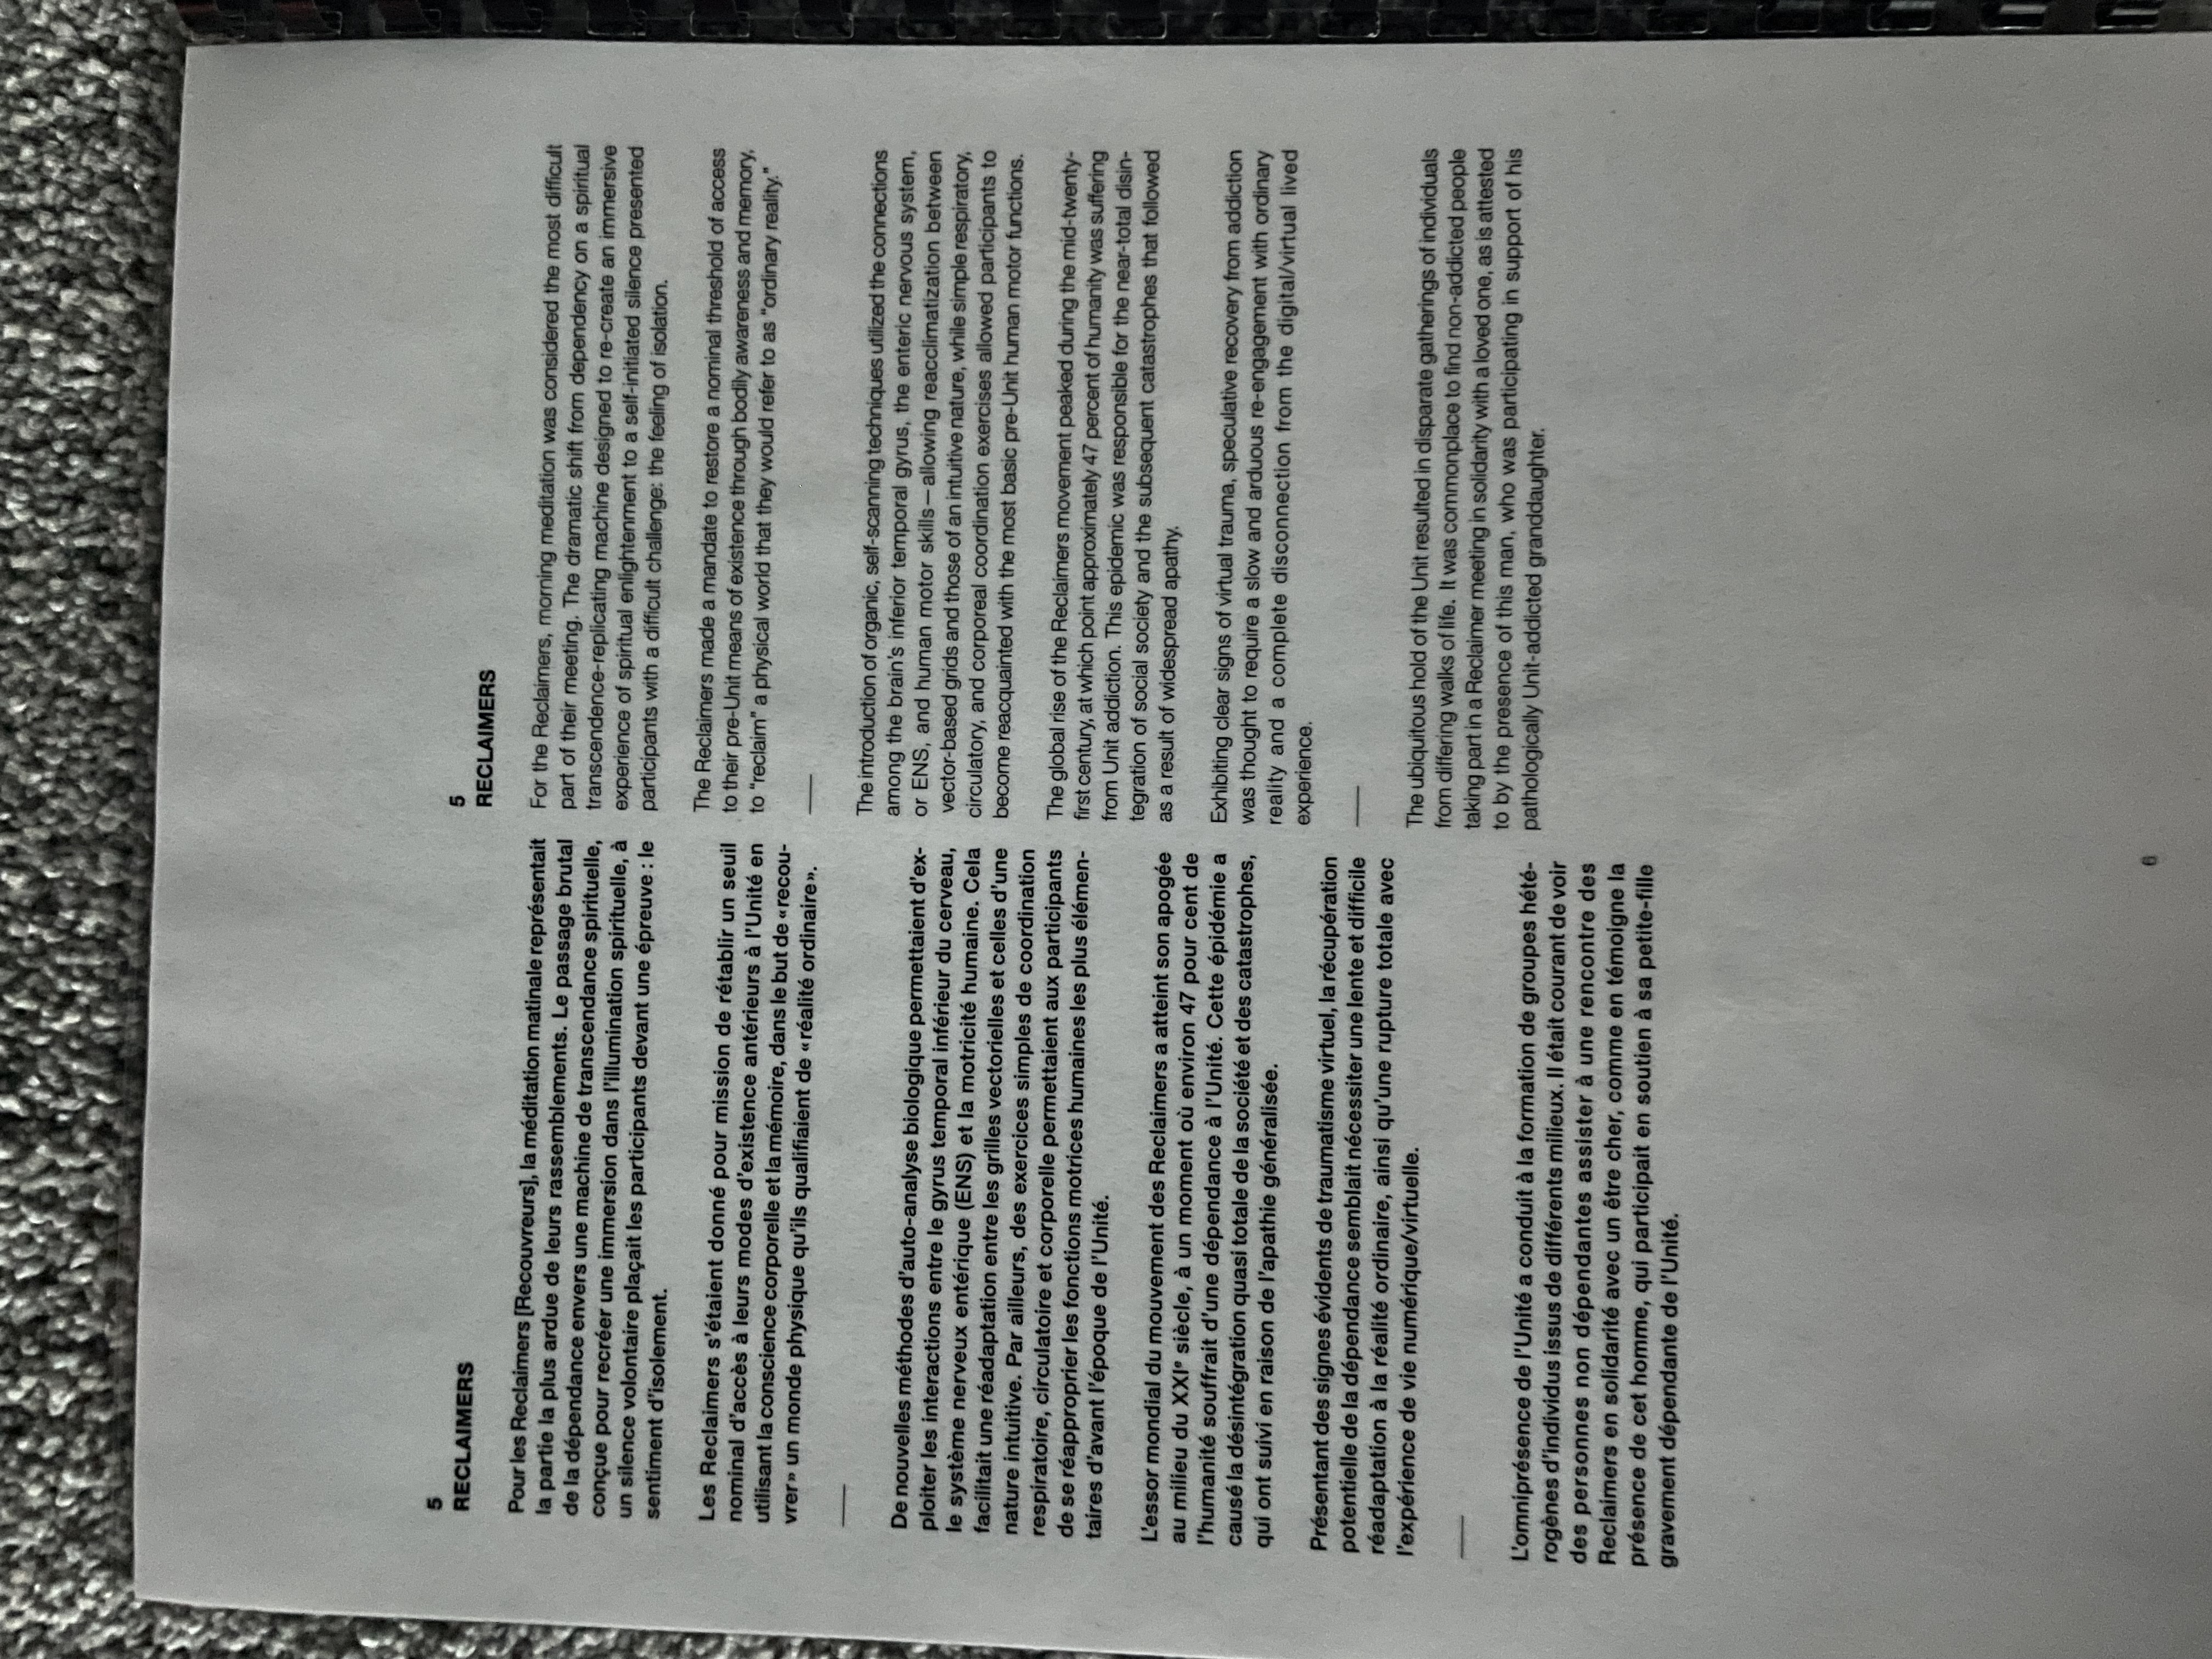 5
RECLAIMERS
Pour les Reclaimers [Recouvreurs], la méditation matinale représentait
la partie la plus ardue de leurs rassemblements. Le passage brutal
de la dépendance envers une machine de transcendance spirituelle,
conçue pour recréer une immersion dans l'illumination spirituelle, à
un silence volontaire plaçait les participants devant une épreuve : le
sentiment d'isolement.
Les Reclaimers s'étaient donné pour mission de rétablir un seuil
nominal d'accès à leurs modes d'existence antérieurs à l'Unité en
utilisant la conscience corporelle et la mémoire, dans le but de «recou-
vrer» un monde physique qu'ils qualifiaient de «réalité ordinaire».
De nouvelles méthodes d'auto-analyse biologique permettaient d'ex-
ploiter les interactions entre le gyrus temporal inférieur du cerveau,
le système nerveux entérique (ENS) et la motricité humaine. Cela
facilitait une réadaptation entre les grilles vectorielles et celles d'une
nature intuitive. Par ailleurs, des exercices simples de coordination
respiratoire, circulatoire et corporelle permettaient aux participants
de se réapproprier les fonctions motrices humaines les plus élémen-
taires d'avant l'époque de l'Unité.
L'essor mondial du mouvement des Reclaimers a atteint son apogée
au milieu du XXIᵉ siècle, à un moment où environ 47 pour cent de
l'humanité souffrait d'une dépendance à l'Unité. Cette épidémie a
causé la désintégration quasi totale de la société et des catastrophes,
qui ont suivi en raison de l'apathie généralisée.
Présentant des signes évidents de traumatisme virtuel, la récupération
potentielle de la dépendance semblait nécessiter une lente et difficile
réadaptation à la réalité ordinaire, ainsi qu'une rupture totale avec
l'expérience de vie numérique/virtuelle.
L'omniprésence de l'Unité a conduit à la formation de groupes hété-
rogènes d'individus issus de différents milieux. Il était courant de voir
des personnes non dépendantes assister à une rencontre des
Reclaimers en solidarité avec un être cher, comme en témoigne la
présence de cet homme, qui participait en soutien à sa petite-fille
gravement dépendante de l'Unité.
5
RECLAIMERS
For the Reclaimers, morning meditation was considered the most difficult
part of their meeting. The dramatic shift from dependency on a spiritual
transcendence-replicating machine designed to re-create an immersive
experience of spiritual enlightenment to a self-initiated silence presented
participants with a difficult challenge: the feeling of isolation.
The Reclaimers made a mandate to restore a nominal threshold of access
to their pre-Unit means of existence through bodily awareness and memory,
to “reclaim” a physical world that they would refer to as “ordinary reality.”
The introduction of organic, self-scanning techniques utilized the connections
among the brain's inferior temporal gyrus, the enteric nervous system,
or ENS, and human motor skills—allowing reacclimatization between
vector-based grids and those of an intuitive nature, while simple respiratory,
circulatory, and corporeal coordination exercises allowed participants to
become reacquainted with the most basic pre-Unit human motor functions.
The global rise of the Reclaimers movement peaked during the mid-twenty-
first century, at which point approximately 47 percent of humanity was suffering
from Unit addiction. This epidemic was responsible for the near-total disin-
tegration of social society and the subsequent catastrophes that followed
as a result of widespread apathy.
Exhibiting clear signs of virtual trauma, speculative recovery from addiction
was thought to require a slow and arduous re-engagement with ordinary
reality and a complete disconnection from the digital/virtual lived
experience.
The ubiquitous hold of the Unit resulted in disparate gatherings of individuals
from differing walks of life. It was commonplace to find non-addicted people
taking part in a Reclaimer meeting in solidarity with a loved one, as is attested
to by the presence of this man, who was participating in support of his
pathologically Unit-addicted granddaughter.
6